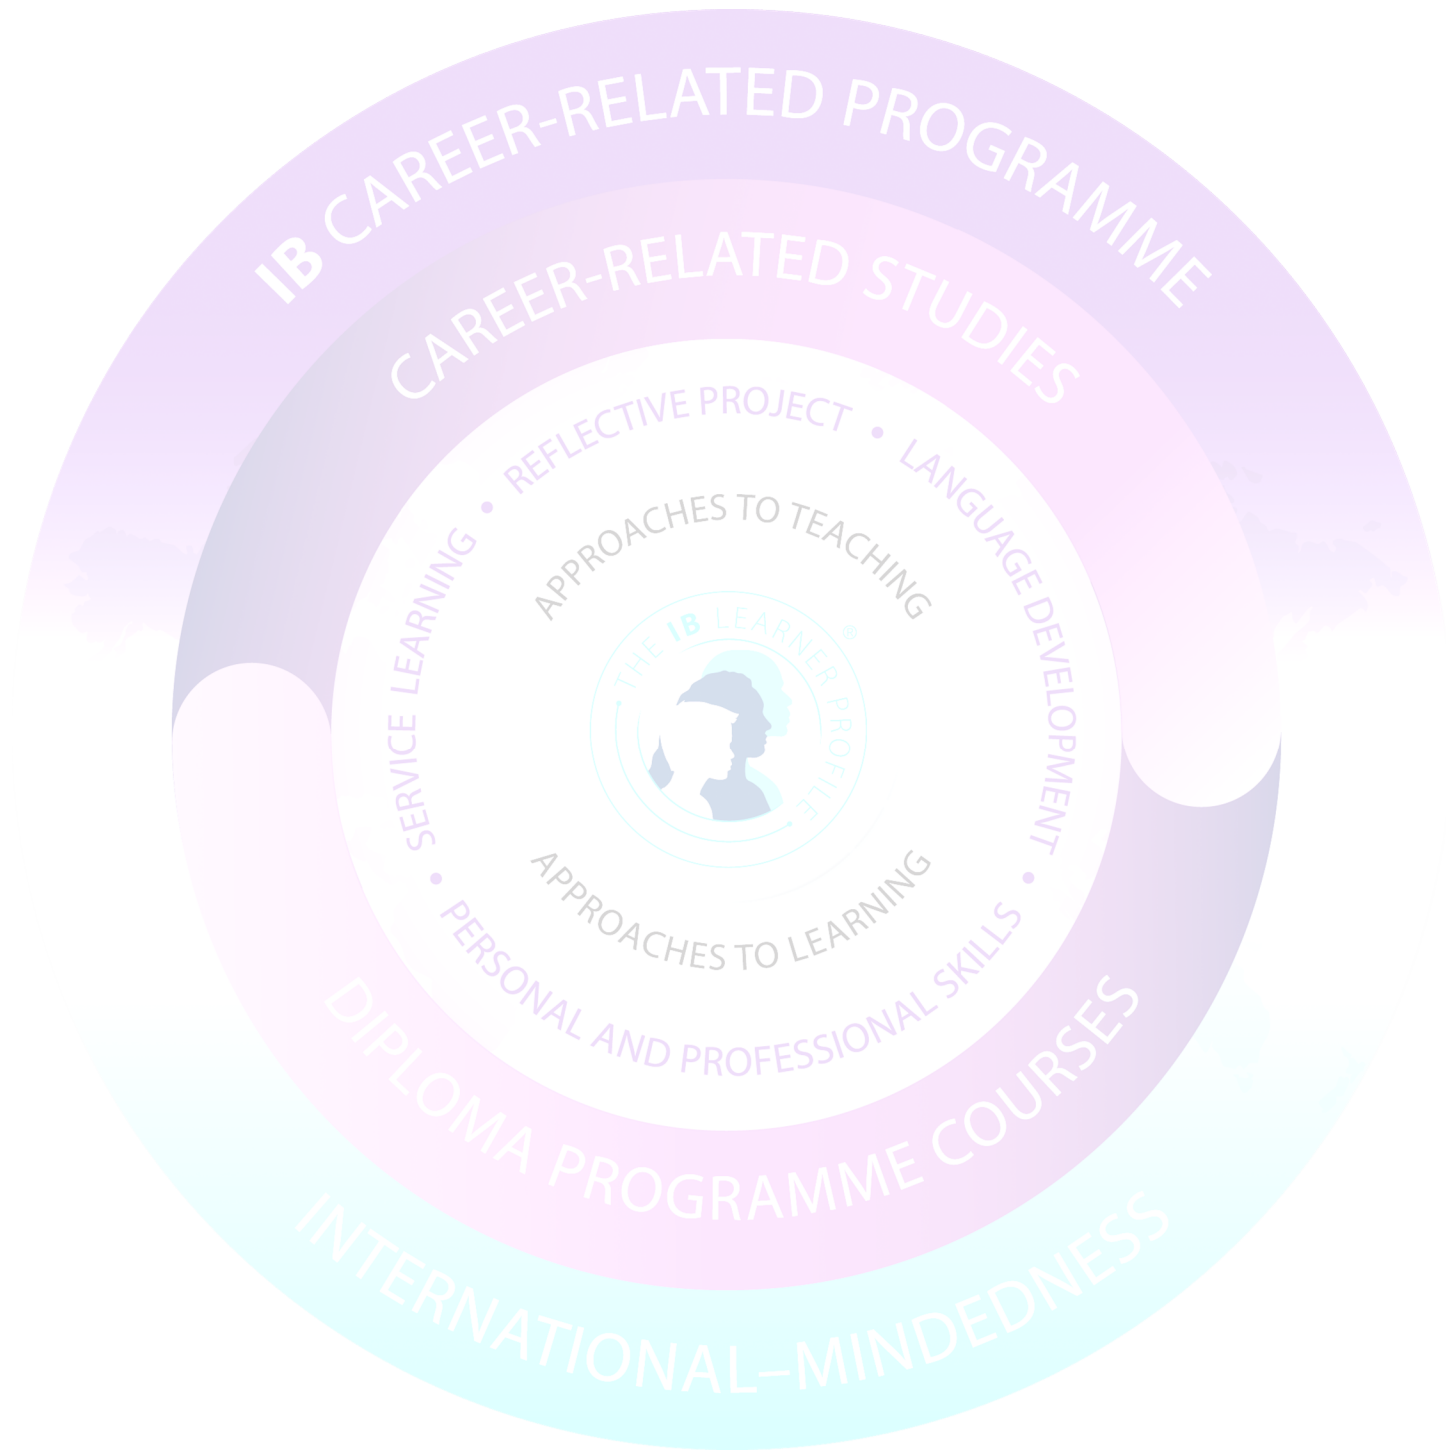 IB CAREER-RELATED PROGRAMME
CAREER-RELATED STUDIES
REFLECTIVE PROJECT • LANGUAGE DEVELOPMENT • PERSONAL AND PROFESSIONAL SKILLS • SERVICE LEARNING •
APPROACHES TO TEACHING
• THE IB LEARNER PROFILE •
®
APPROACHES TO LEARNING
DIPLOMA PROGRAMME COURSES
INTERNATIONAL–MINDEDNESS